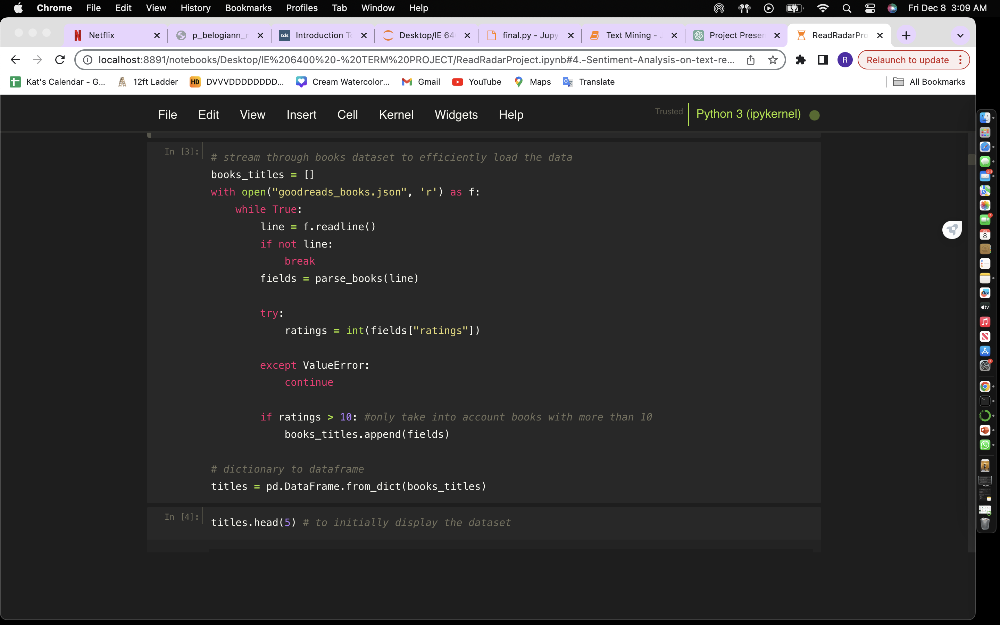 Chrome File Edit View History Bookmarks Profiles Tab Window Help Fri Dec 8 3:09 AM
Netflix p_belogiann_r Introduction To Desktop/IE 64 final.py - Jupy Text Mining - J Project Presen ReadRadarPro
localhost:8891/notebooks/Desktop/IE%206400%20-%20TERM%20PROJECT/ReadRadarProject.ipynb#4.-Sentiment-Analysis-on-text-re... R Relaunch to update
Kat's Calendar - G... 12ft Ladder HD DVVVDDDDDDDD... Cream Watercolor... Gmail YouTube Maps Translate All Bookmarks
File Edit View Insert Cell Kernel Widgets Help Trusted Python 3 (ipykernel)
In [3]:
# stream through books dataset to efficiently load the data
books_titles = []
with open("goodreads_books.json", 'r') as f:
    while True:
        line = f.readline()
        if not line:
            break
        fields = parse_books(line)
        try:
            ratings = int(fields["ratings"])
        except ValueError:
            continue
        if ratings > 10: #only take into account books with more than 10
            books_titles.append(fields)
# dictionary to dataframe
titles = pd.DataFrame.from_dict(books_titles)
In [4]:
titles.head(5) # to initially display the dataset